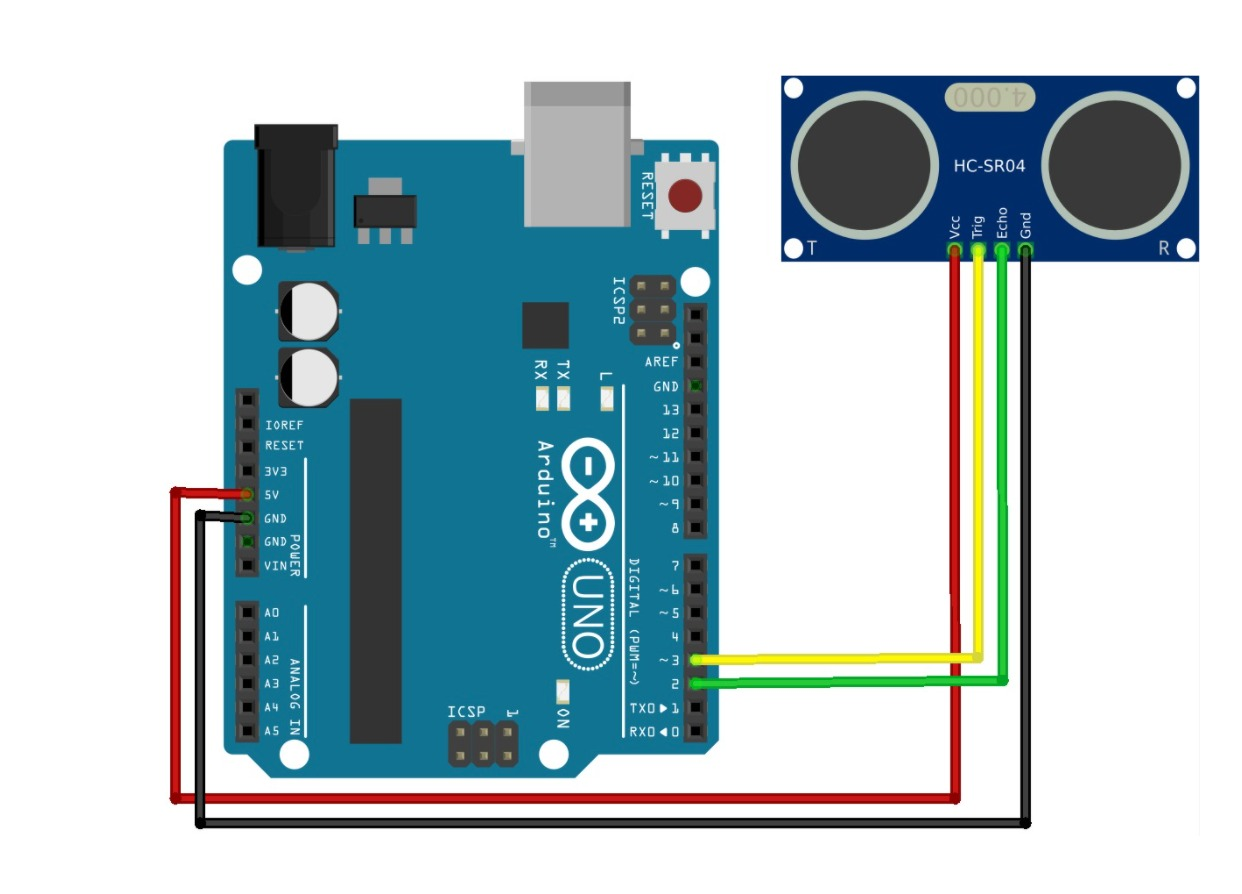 4.000
HC-SR04
Vcc
Trig
Echo
Gnd
T
R
RESET
ICSP2
AREF
GND
13
12
~11
~10
~9
8
7
~6
~5
4
~3
2
TX0▶1
RX0◀0
DIGITAL (PWM=~)
RX
TX
L
Arduino™
UNO
ON
ICSP
1
IOREF
RESET
3V3
5V
GND
GND
VIN
POWER
A0
A1
A2
A3
A4
A5
ANALOG IN